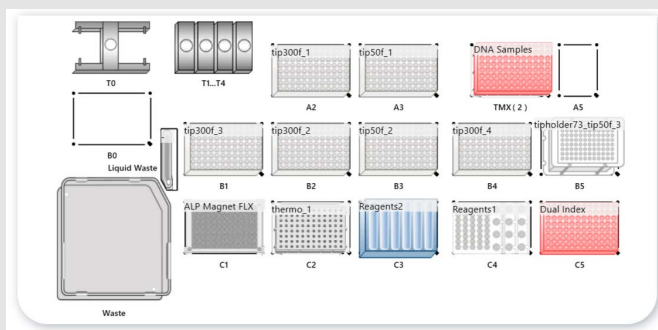 tip300f_1
tip50f_1
DNA Samples
T0
T1...T4
A2
A3
TMX ( 2 )
A5
B0
Liquid Waste
tip300f_3
tip300f_2
tip50f_2
tip300f_4
tipholder73_tip50f_3
B1
B2
B3
B4
B5
ALP Magnet FLX
thermo_1
Reagents2
Reagents1
Dual Index
C1
C2
C3
C4
C5
Waste